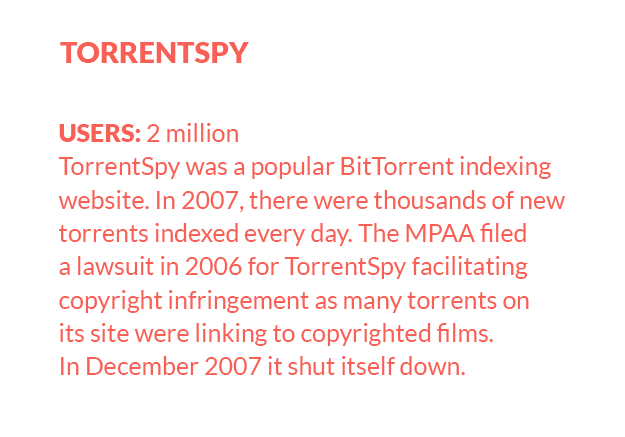 TORRENTSPY
USERS: 2 million
TorrentSpy was a popular BitTorrent indexing
website. In 2007, there were thousands of new
torrents indexed every day. The MPAA filed
a lawsuit in 2006 for TorrentSpy facilitating
copyright infringement as many torrents on
its site were linking to copyrighted films.
In December 2007 it shut itself down.